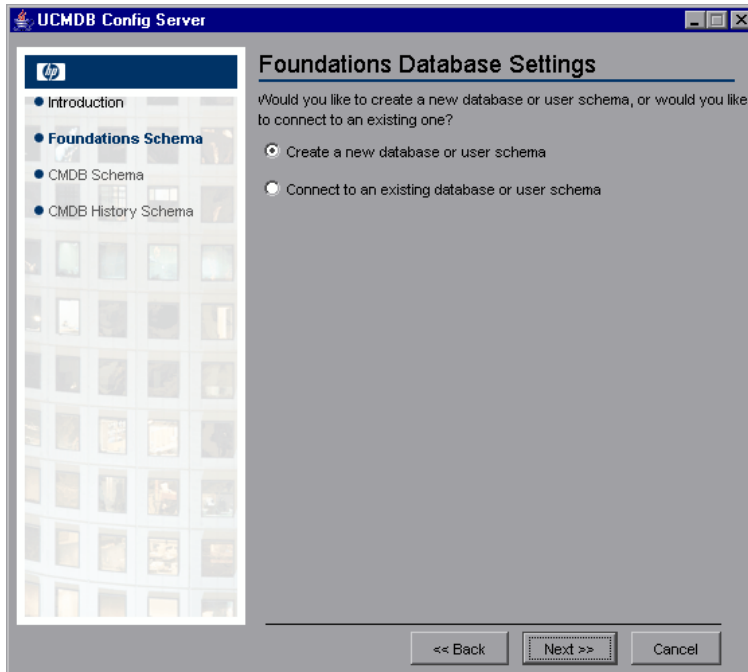 UCMDB Config Server
hp
Introduction
Foundations Schema
CMDB Schema
CMDB History Schema
Foundations Database Settings
Would you like to create a new database or user schema, or would you like
to connect to an existing one?
Create a new database or user schema
Connect to an existing database or user schema
<< Back
Next >>
Cancel